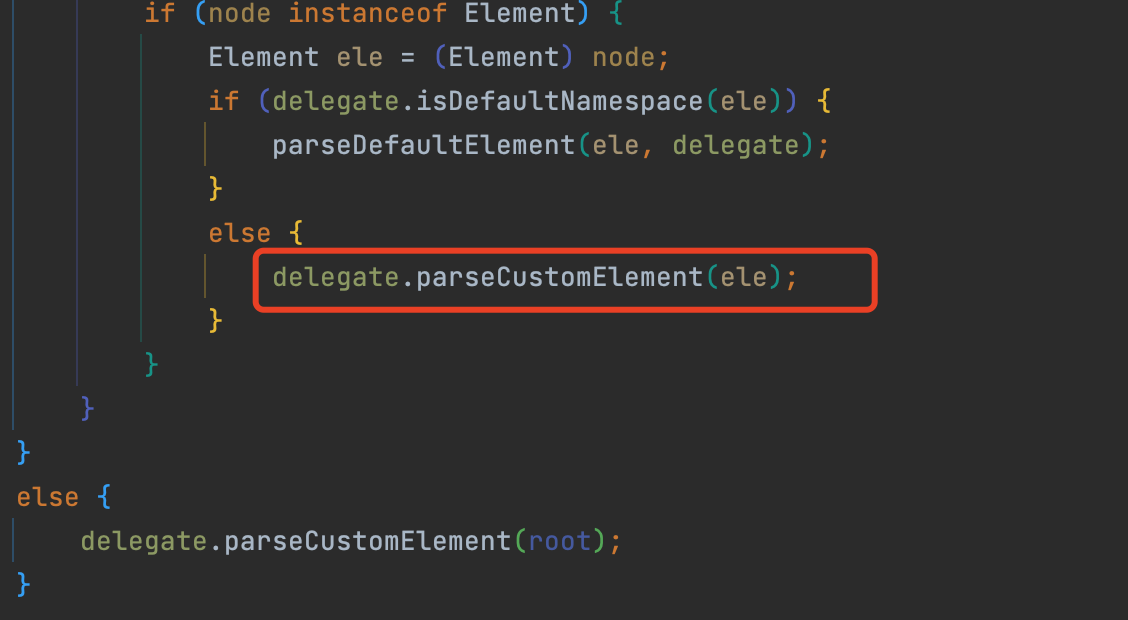 if (node instanceof Element) {
Element ele = (Element) node;
if (delegate.isDefaultNamespace(ele)) {
parseDefaultElement(ele, delegate);
}
else {
delegate.parseCustomElement(ele);
}
}
}
}
else {
delegate.parseCustomElement(root);
}